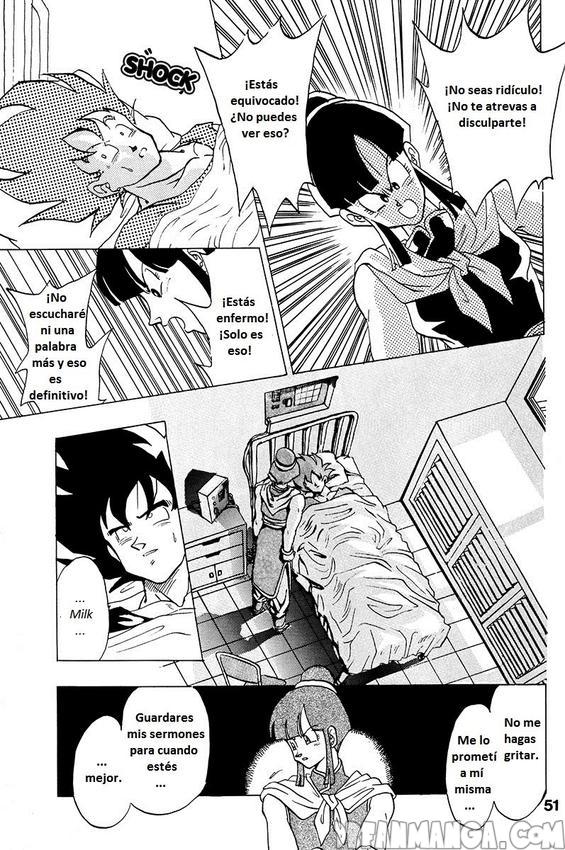 ¡No seas ridículo!
¡No te atrevas a
disculparte!
¡Estás
equivocado!
¿No puedes
ver eso?
SHOCK
¡Estás
enfermo!
¡Solo es
eso!
¡No
escucharé
ni una
palabra
más y eso
es
definitivo!
...
Milk
...
No me
hagas
gritar.
Me lo
prometí
a mí
misma
...
Guardares
mis sermones
para cuando
estés
...
...
mejor.
51
DREANMANGA.COM